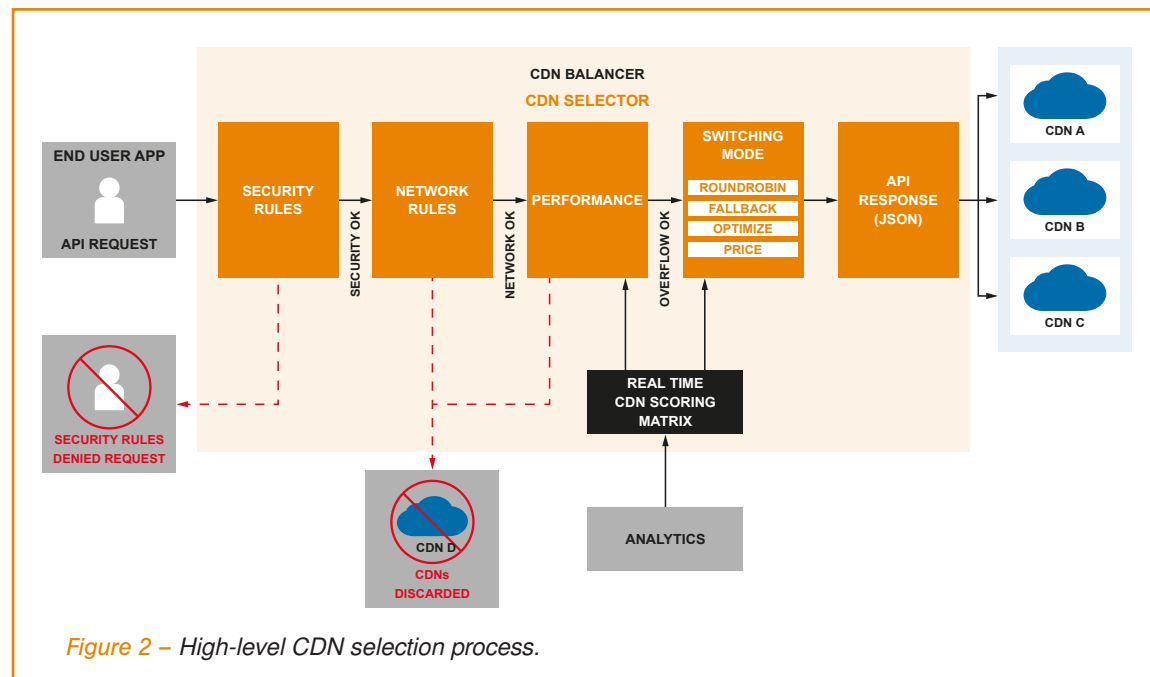 CDN BALANCER
CDN SELECTOR
END USER APP
API REQUEST
SECURITY
RULES
SECURITY OK
NETWORK
RULES
NETWORK OK
PERFORMANCE
OVERFLOW OK
SWITCHING
MODE
ROUNDROBIN
FALLBACK
OPTIMIZE
PRICE
API
RESPONSE
(JSON)
CDN A
CDN B
CDN C
SECURITY RULES
DENIED REQUEST
REAL TIME
CDN SCORING
MATRIX
CDN D
CDNs
DISCARDED
ANALYTICS
Figure 2 – High-level CDN selection process.